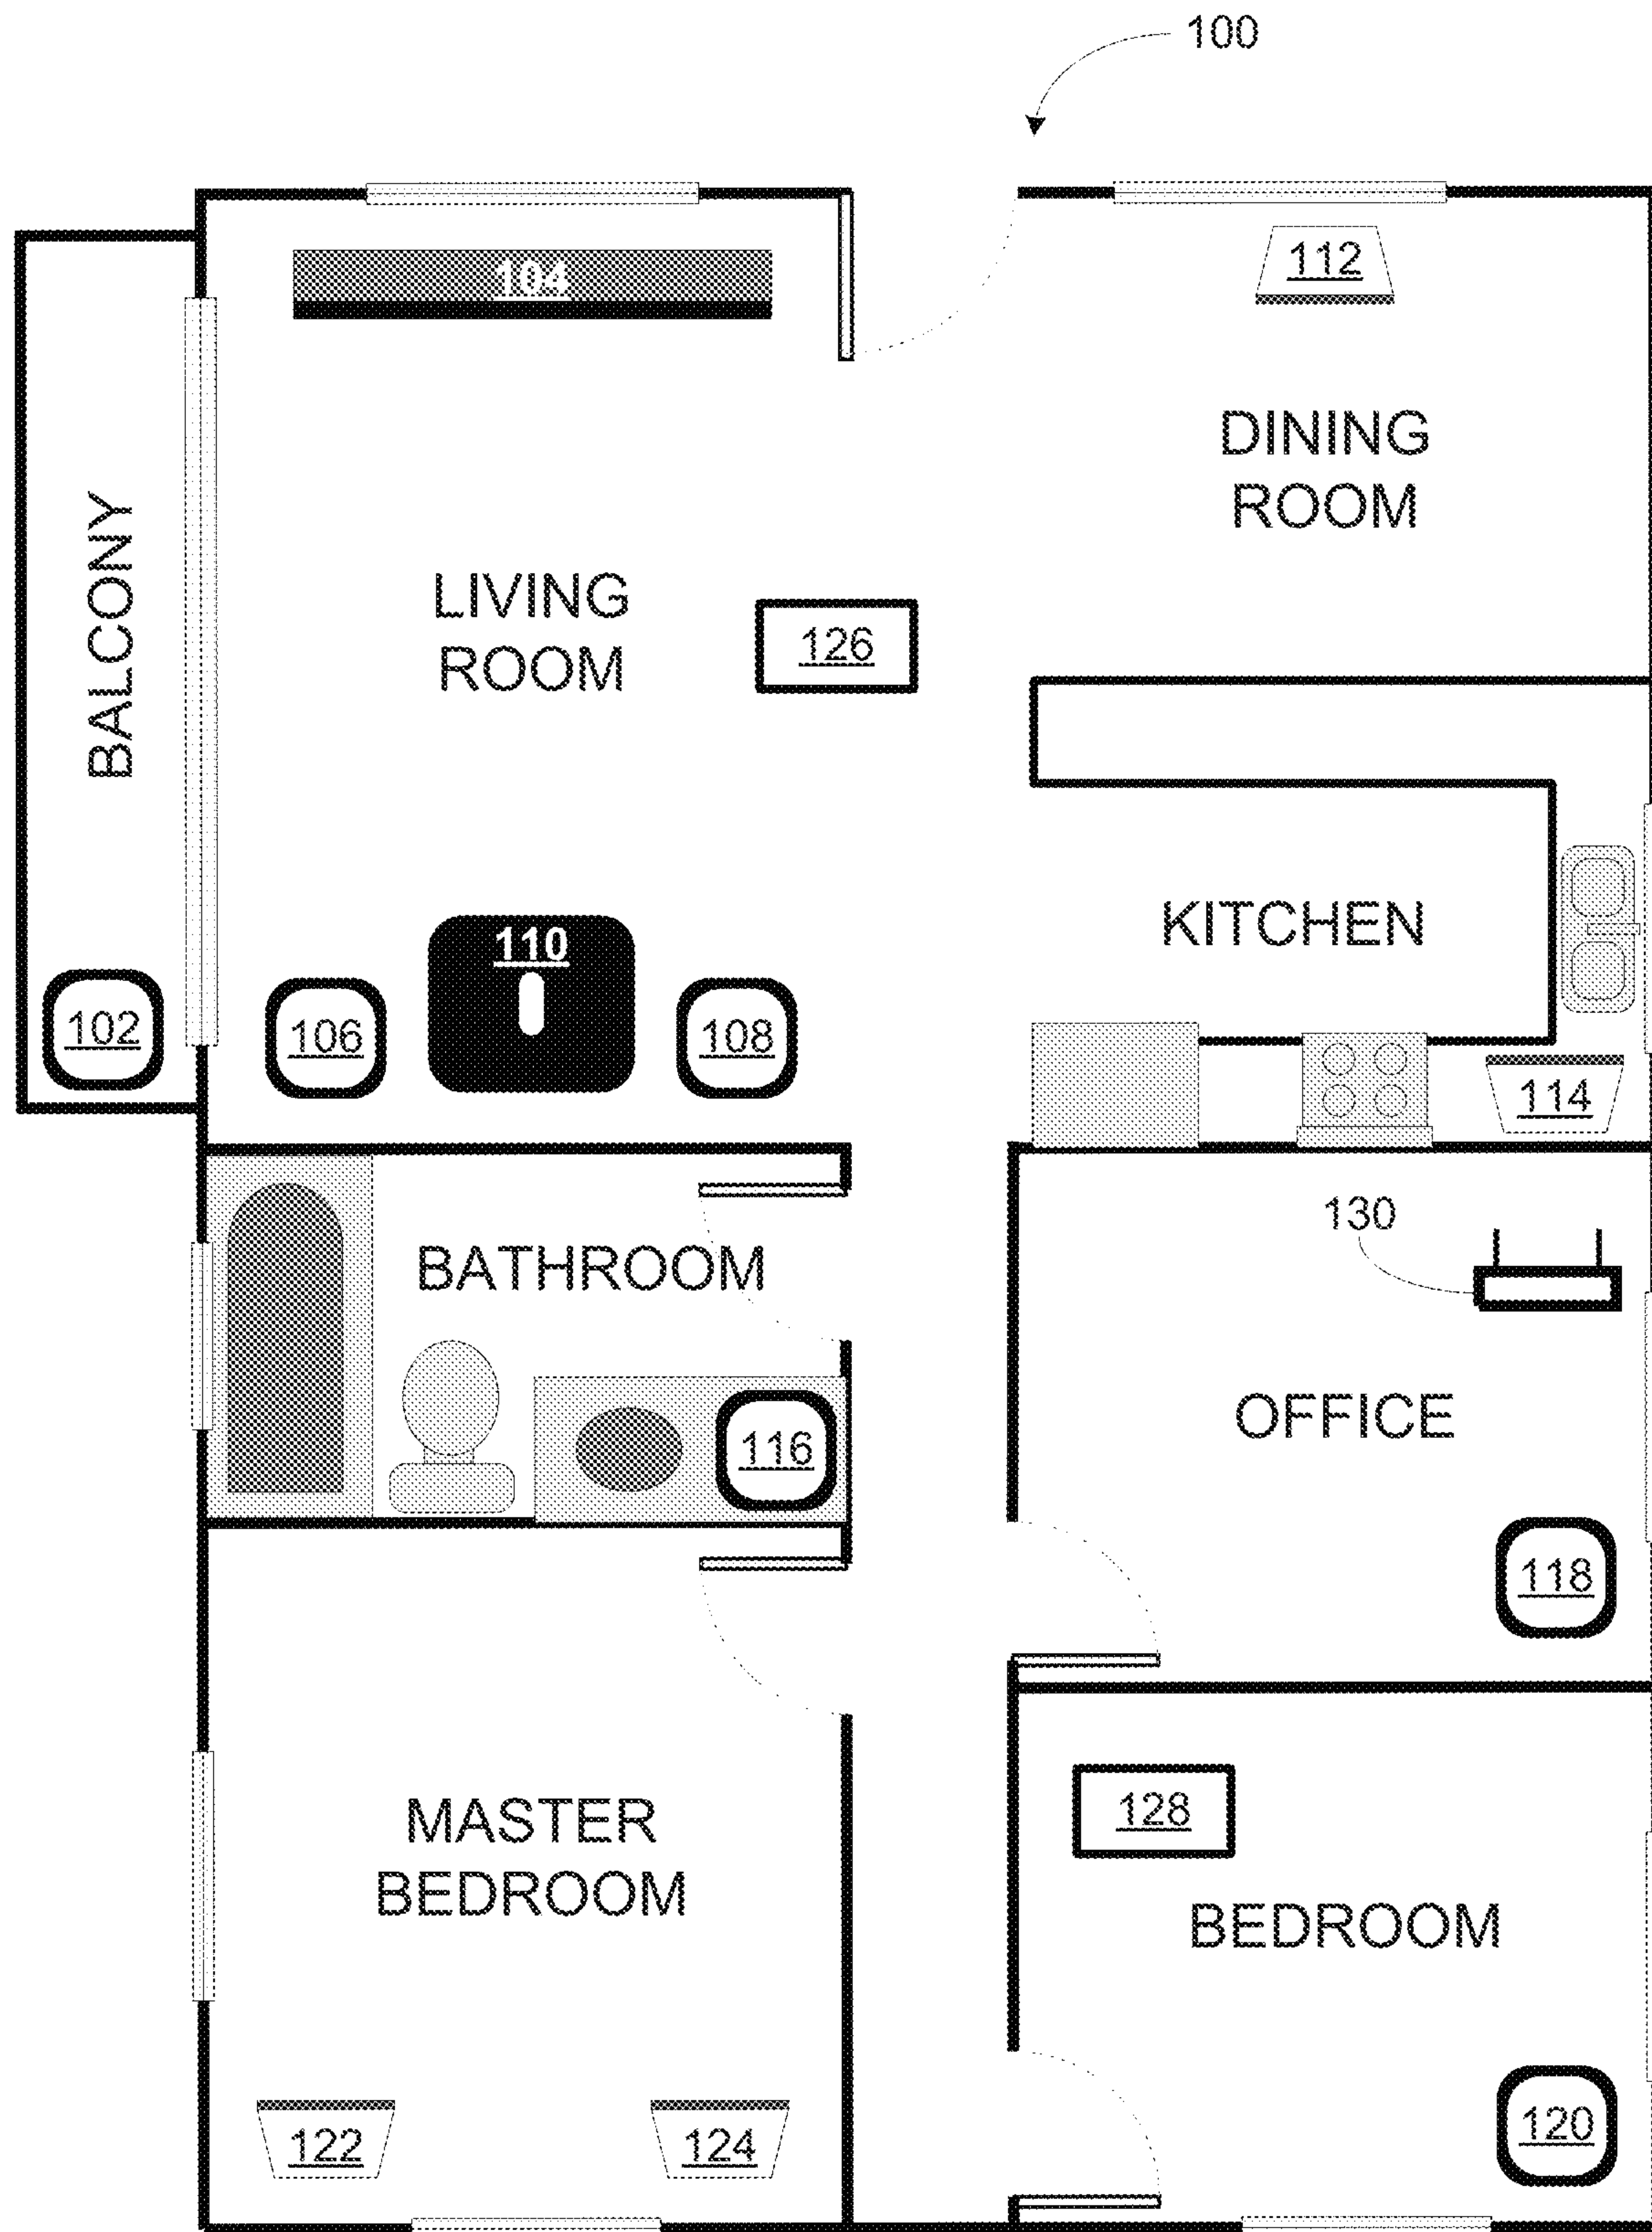 100
104
112
DINING
ROOM
BALCONY
LIVING
ROOM
126
KITCHEN
110
102
106
108
114
130
BATHROOM
OFFICE
116
118
MASTER
BEDROOM
128
BEDROOM
122
124
120